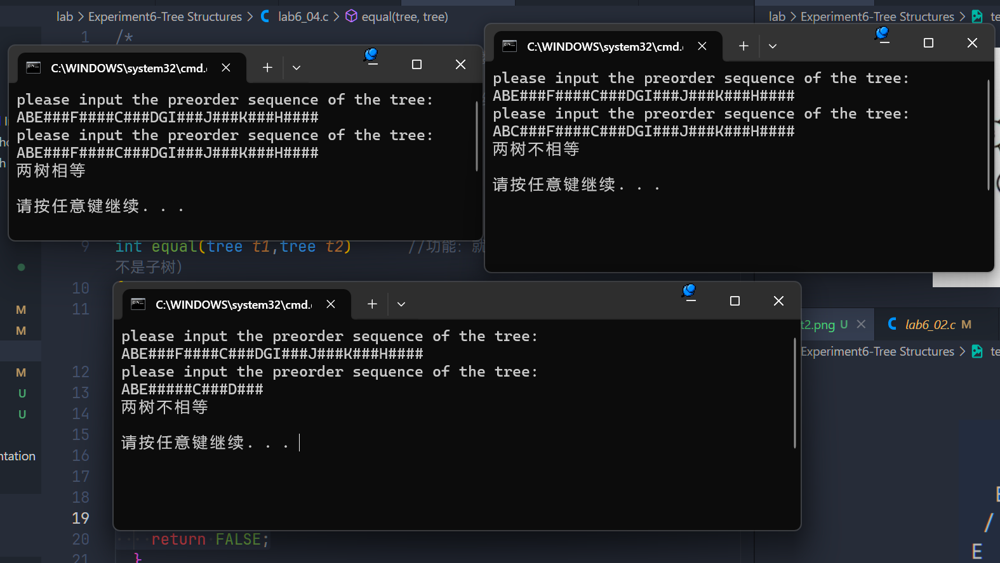 lab > Experiment6-Tree Structures > lab6_04.c > equal(tree, tree)
lab > Experiment6-Tree Structures >
1 /*
C:\WINDOWS\system32\cmd.
please input the preorder sequence of the tree:
ABE###F####C###DGI###J###K###H####
please input the preorder sequence of the tree:
ABE###F####C###DGI###J###K###H####
两树相等
请按任意键继续. . .
C:\WINDOWS\system32\cmd.
please input the preorder sequence of the tree:
ABE###F####C###DGI###J###K###H####
please input the preorder sequence of the tree:
ABC###F####C###DGI###J###K###H####
两树不相等
请按任意键继续. . .
9 int equal(tree t1,tree t2) //功能: 就
不是子树)
10
11
C:\WINDOWS\system32\cmd.
please input the preorder sequence of the tree:
ABE###F####C###DGI###J###K###H####
please input the preorder sequence of the tree:
ABE#####C###D###
两树不相等
请按任意键继续. . .
M
M
M
U
U
ntation
12
13
14
15
16
17
18
19
20 return FALSE;
21 }
t2.png U
lab6_02.c M
Experiment6-Tree Structures >
/
E